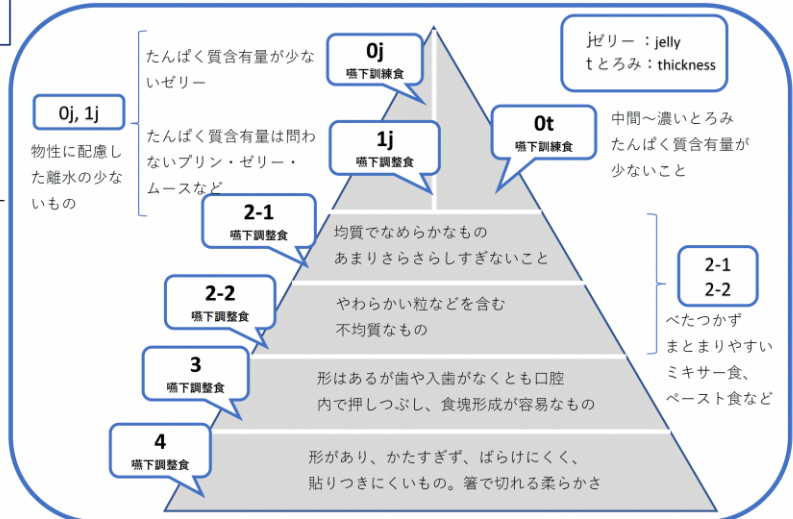 jゼリー：jelly
tとろみ：thickness
0j
嚥下訓練食
たんぱく質含有量が少な
いゼリー
0j, 1j
物性に配慮し
た離水の少な
いもの
たんぱく質含有量は問わ
ないプリン・ゼリー・
ムースなど
1j
嚥下調整食
0t
嚥下訓練食
中間～濃いとろみ
たんぱく質含有量が
少ないこと
2-1
嚥下調整食
均質でなめらかなもの
あまりさらさらしすぎないこと
2-2
嚥下調整食
やわらかい粒などを含む
不均質なもの
2-1
2-2
べたつかず
まとまりやすい
ミキサー食、
ペースト食など
3
嚥下調整食
形はあるが歯や入歯がなくとも口腔
内で押しつぶし、食塊形成が容易なもの
4
嚥下調整食
形があり、かたすぎず、ばらけにくく、
貼りつきにくいもの。箸で切れる柔らかさ